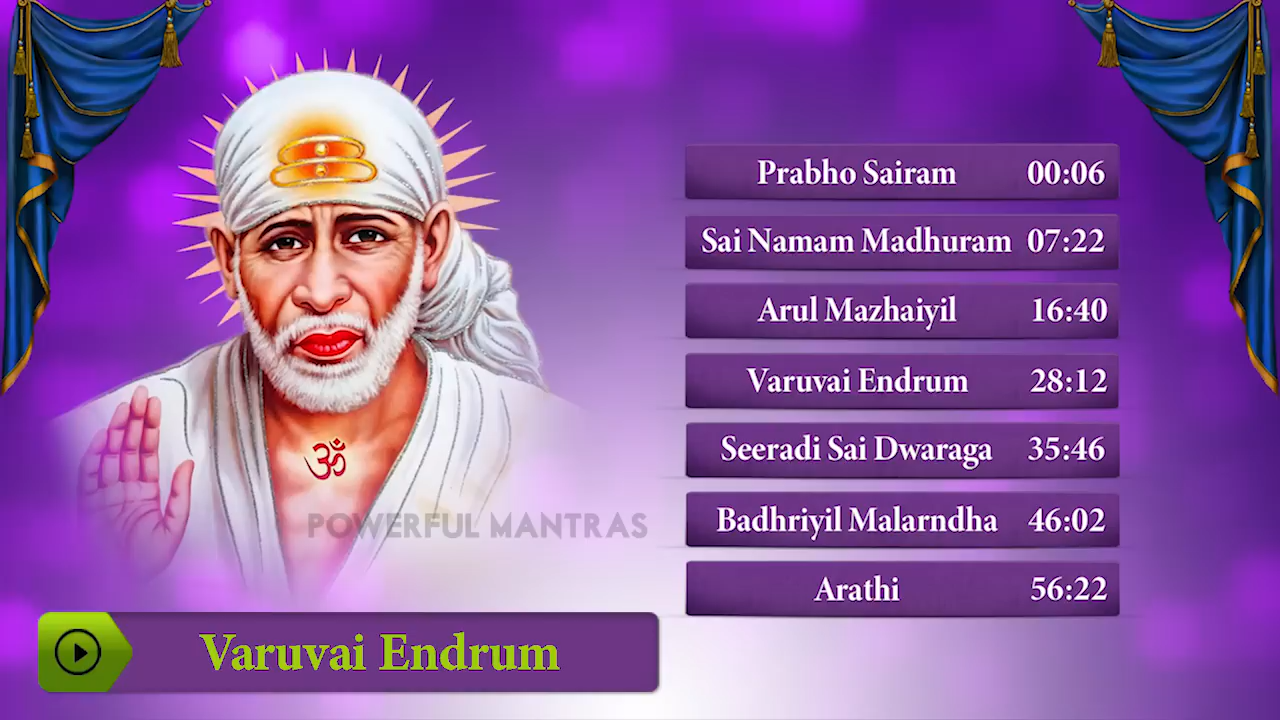 Prabho Sairam 00:06
Sai Namam Madhuram 07:22
Arul Mazhaiyil 16:40
Varuvai Endrum 28:12
Seeradi Sai Dwaraga 35:46
Badhriyil Malarndha 46:02
Arathi 56:22
ॐ
POWERFUL MANTRAS
Varuvai Endrum